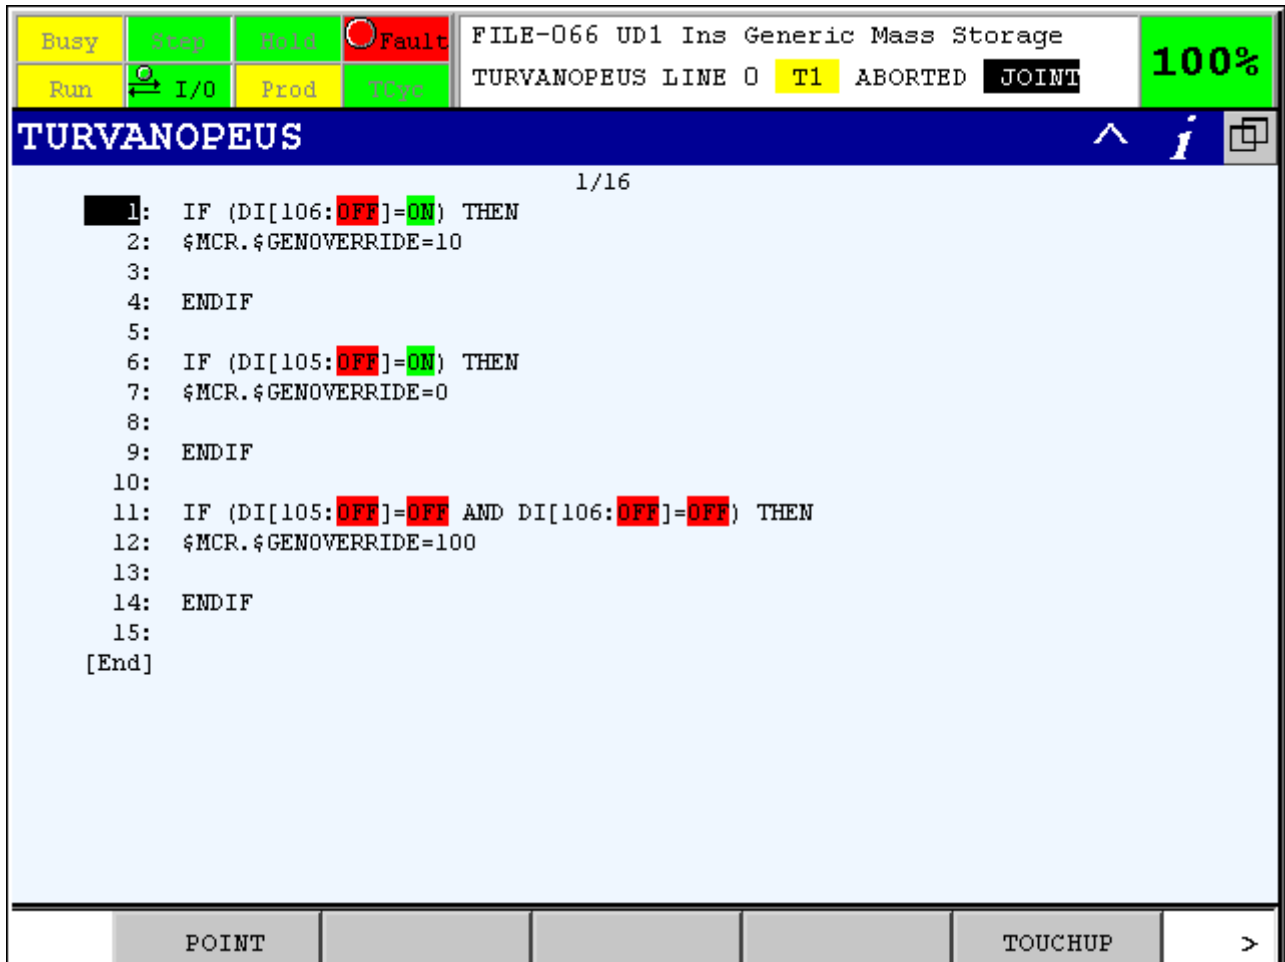 Busy Step Hold Fault FILE-066 UD1 Ins Generic Mass Storage
Run I/O Prod TCyc TURVANOPEUS LINE 0 T1 ABORTED JOINT 100%
TURVANOPEUS
1/16
1: IF (DI[106:OFF]=ON) THEN
2: $MCR.$GENOVERRIDE=10
3:
4: ENDIF
5:
6: IF (DI[105:OFF]=ON) THEN
7: $MCR.$GENOVERRIDE=0
8:
9: ENDIF
10:
11: IF (DI[105:OFF]=OFF AND DI[106:OFF]=OFF) THEN
12: $MCR.$GENOVERRIDE=100
13:
14: ENDIF
15:
[End]
POINT TOUCHUP >